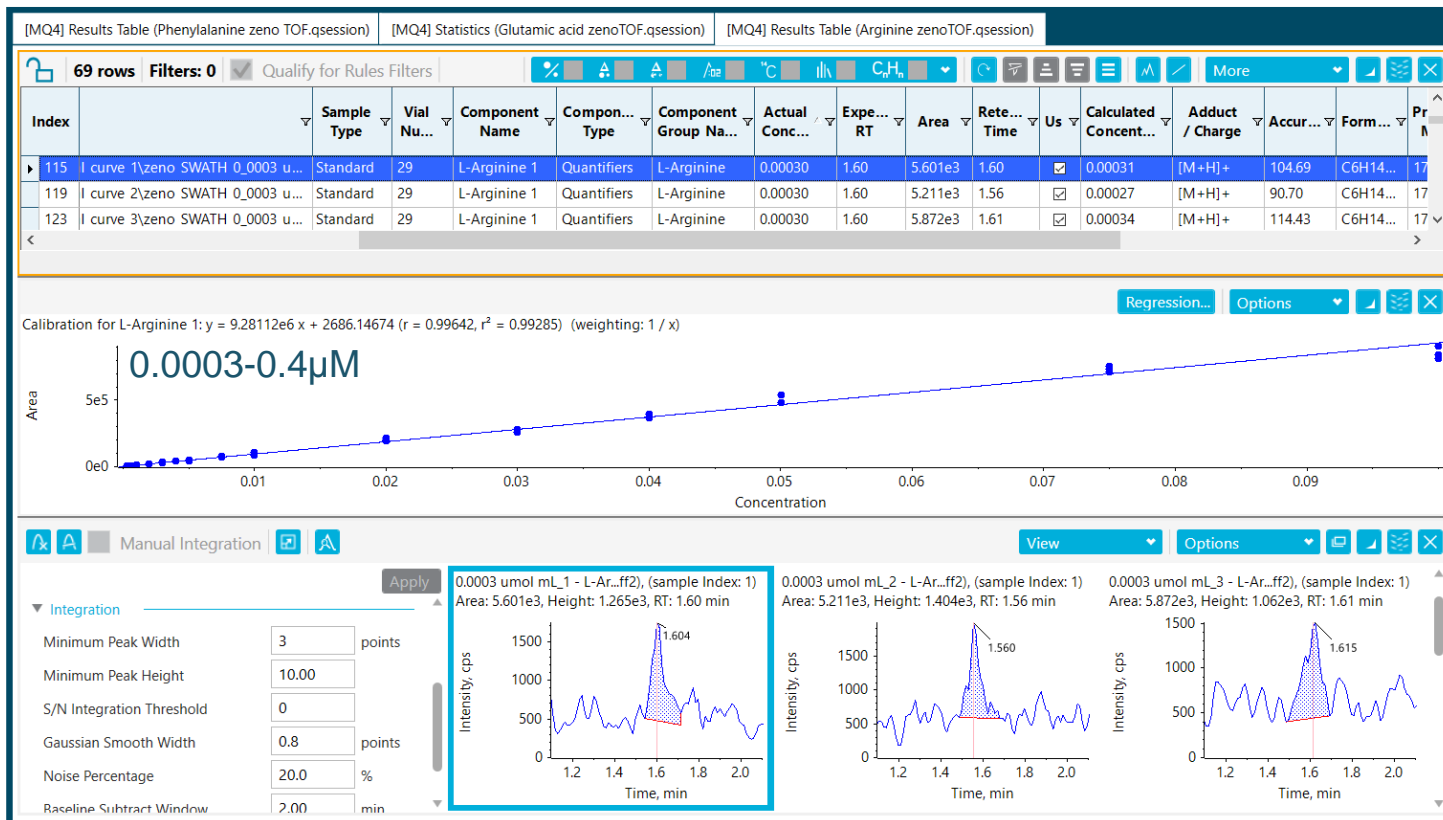 [MQ4] Results Table (Phenylalanine zeno TOF.qsession) [MQ4] Statistics (Glutamic acid zenoTOF.qsession) [MQ4] Results Table (Arginine zenoTOF.qsession)
69 rows Filters: 0 Qualify for Rules Filters More
Index Sample Type Vial Nu... Component Name Compon... Type Component Group Na... Actual Conc... Expe... RT Area Rete... Time Us Calculated Concent... Adduct / Charge Accur... Form... Pr
115 l curve 1\zeno SWATH 0_0003 u... Standard 29 L-Arginine 1 Quantifiers L-Arginine 0.00030 1.60 5.601e3 1.60 0.00031 [M+H]+ 104.69 C6H14... 17
119 l curve 2\zeno SWATH 0_0003 u... Standard 29 L-Arginine 1 Quantifiers L-Arginine 0.00030 1.60 5.211e3 1.56 0.00027 [M+H]+ 90.70 C6H14... 17
123 l curve 3\zeno SWATH 0_0003 u... Standard 29 L-Arginine 1 Quantifiers L-Arginine 0.00030 1.60 5.872e3 1.61 0.00034 [M+H]+ 114.43 C6H14... 17
Regression... Options
Calibration for L-Arginine 1: y = 9.28112e6 x + 2686.14674 (r = 0.99642, r² = 0.99285) (weighting: 1 / x)
0.0003-0.4µM
Area
5e5
0e0
0.01 0.02 0.03 0.04 0.05 0.06 0.07 0.08 0.09
Concentration
Manual Integration View Options
Apply
Integration
Minimum Peak Width 3 points
Minimum Peak Height 10.00
S/N Integration Threshold 0
Gaussian Smooth Width 0.8 points
Noise Percentage 20.0 %
Baseline Subtract Window 2.00 min
0.0003 umol mL_1 - L-Ar...ff2), (sample Index: 1)
Area: 5.601e3, Height: 1.265e3, RT: 1.60 min
1.604
Intensity, cps
1500
1000
500
0
1.2 1.4 1.6 1.8 2.0
Time, min
0.0003 umol mL_2 - L-Ar...ff2), (sample Index: 1)
Area: 5.211e3, Height: 1.404e3, RT: 1.56 min
1.560
Intensity, cps
1500
1000
500
0
1.2 1.4 1.6 1.8 2.0
Time, min
0.0003 umol mL_3 - L-Ar...ff2), (sample Index: 1)
Area: 5.872e3, Height: 1.062e3, RT: 1.61 min
1.615
Intensity, cps
1500
1000
500
0
1.2 1.4 1.6 1.8 2.0
Time, min